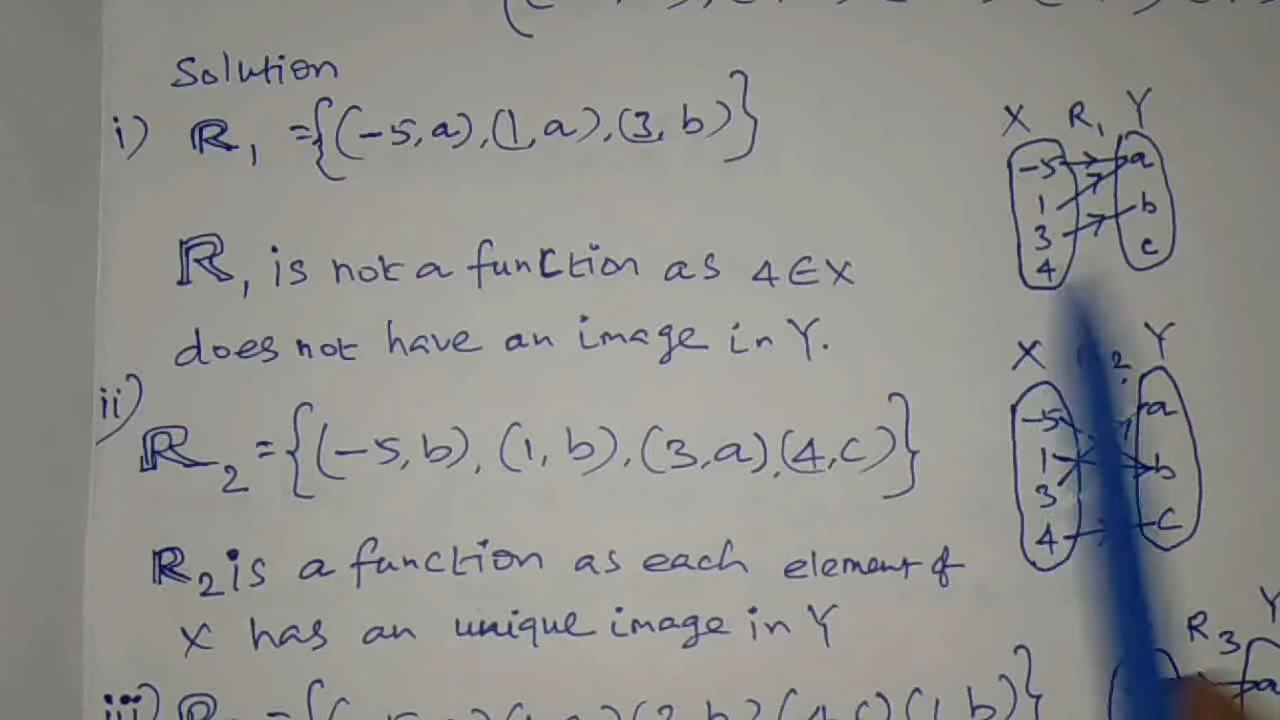 Solution
i) R₁ = {(-5, a), (1, a), (3, b)}
X R₁ Y
-5 a
1 b
3 c
4
R₁ is not a function as 4 ∈ X
does not have an image in Y.
X 2 Y
-5 a
1 b
3
4 c
ii) R₂ = {(-5, b), (1, b), (3, a) (4, c)}
R₂ is a function as each element of
X has an unique image in Y
R₃ Y
a
iii)